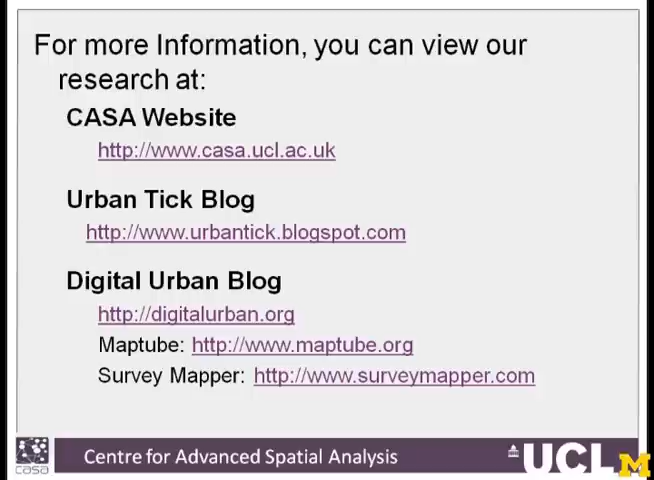 For more Information, you can view our
research at:
CASA Website
http://www.casa.ucl.ac.uk
Urban Tick Blog
http://www.urbantick.blogspot.com
Digital Urban Blog
http://digitalurban.org
Maptube: http://www.maptube.org
Survey Mapper: http://www.surveymapper.com
casa
Centre for Advanced Spatial Analysis
UCL
M